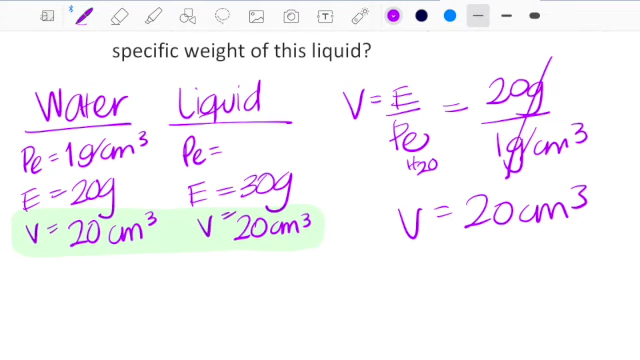 specific weight of this liquid?
Water Liquid
Pe = 1g/cm³ Pe =
E = 20g E = 30g
V = 20 cm³ V = 20cm³
V = E/Pe H2O = 20g/1g/cm³
V = 20cm³